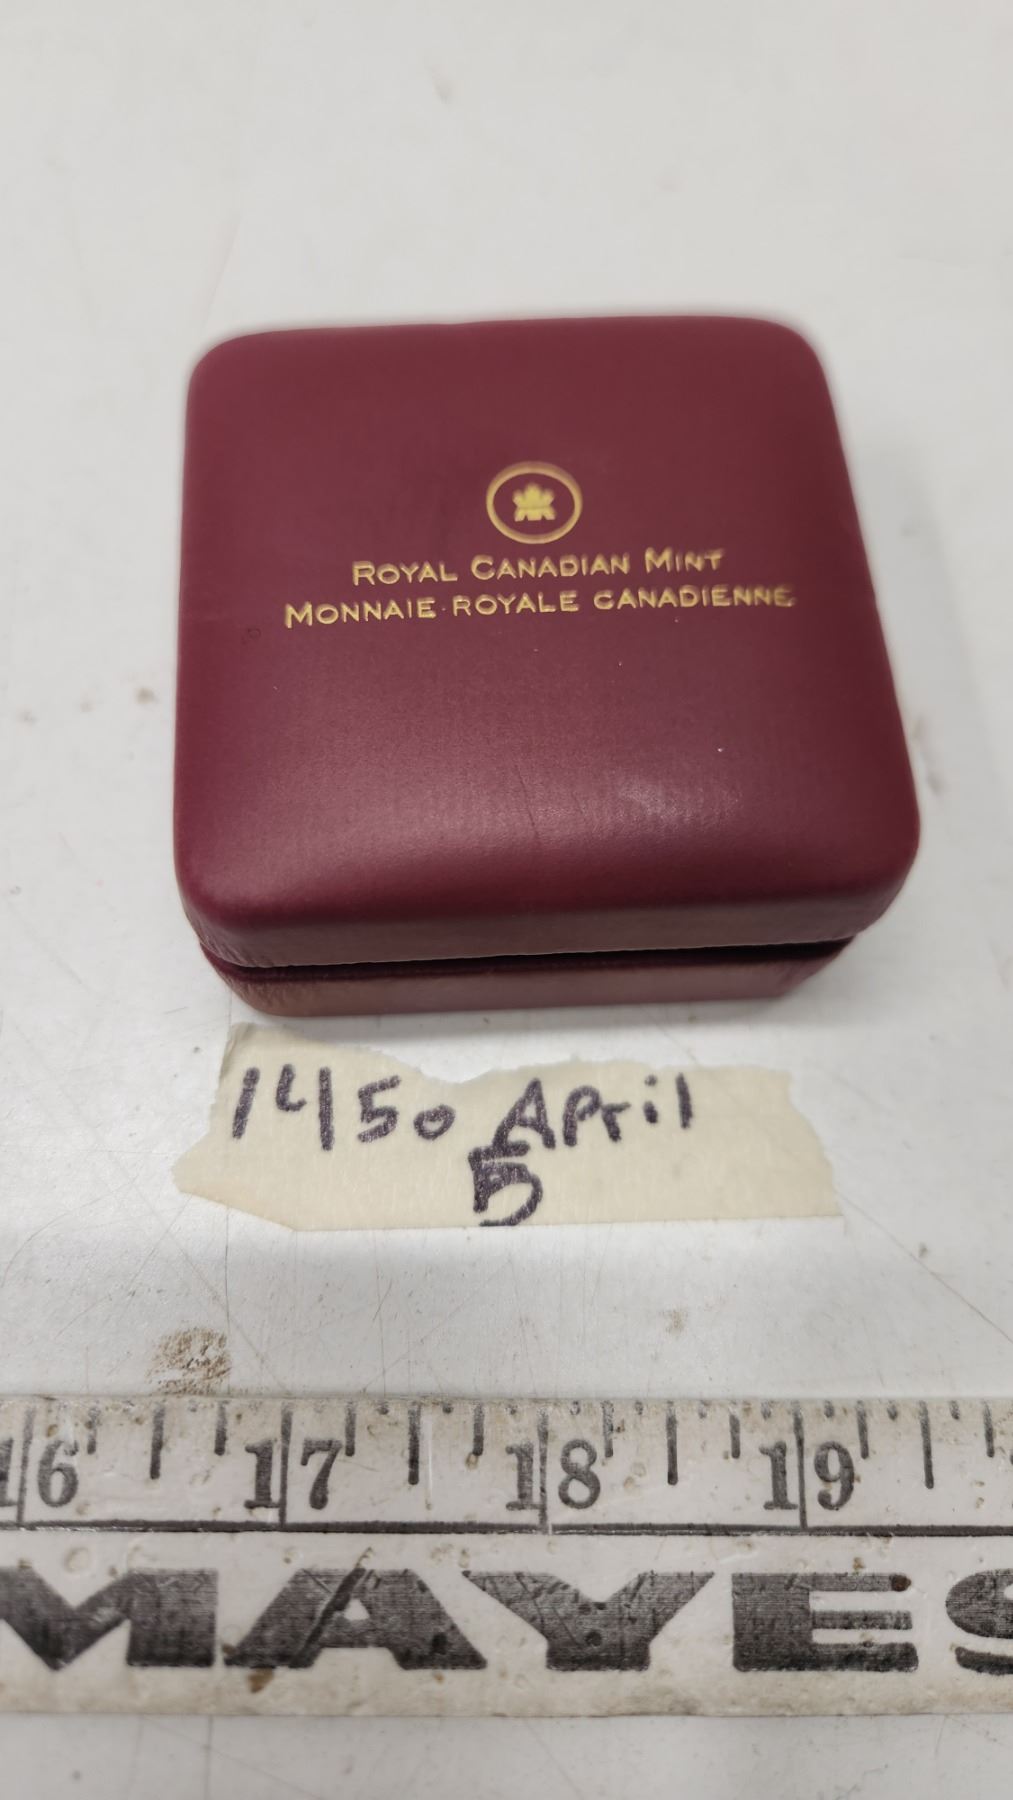 ROYAL CANADIAN MINT
MONNAIE ROYALE CANADIENNE
1450 April
5
16 17 18 19
MAYES